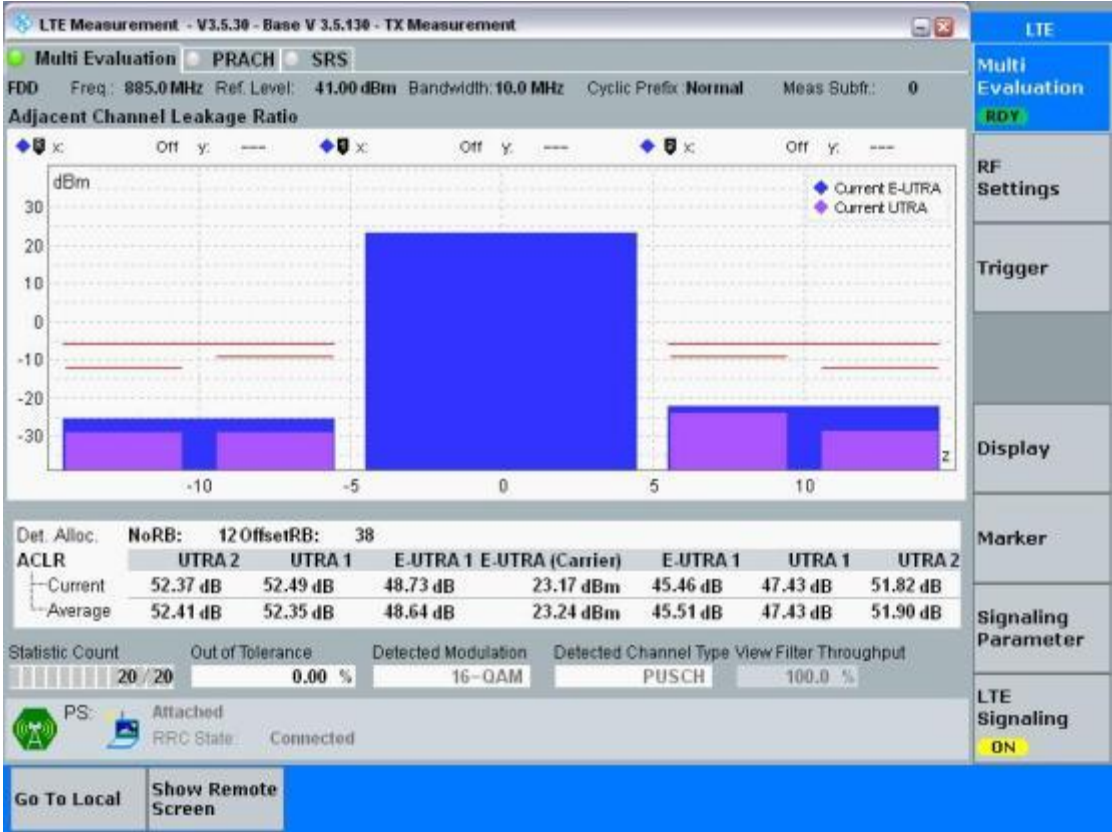 LTE Measurement - V3.5.30 - Base V 3.5.130 - TX Measurement
Multi Evaluation PRACH SRS
FDD Freq.: 885.0 MHz Ref. Level: 41.00 dBm Bandwidth: 10.0 MHz Cyclic Prefix: Normal Meas Subfr.: 0
Adjacent Channel Leakage Ratio
x: Off y: --- x: Off y: --- x: Off y: ---
dBm
Current E-UTRA
Current UTRA
30
20
10
0
-10
-20
-30
z
-10 -5 0 5 10
Det. Alloc. NoRB: 12 OffsetRB: 38
ACLR UTRA 2 UTRA 1 E-UTRA 1 E-UTRA (Carrier) E-UTRA 1 UTRA 1 UTRA 2
Current 52.37 dB 52.49 dB 48.73 dB 23.17 dBm 45.46 dB 47.43 dB 51.82 dB
Average 52.41 dB 52.35 dB 48.64 dB 23.24 dBm 45.51 dB 47.43 dB 51.90 dB
Statistic Count Out of Tolerance Detected Modulation Detected Channel Type View Filter Throughput
20 / 20 0.00 % 16-QAM PUSCH 100.0 %
PS: Attached
RRC State: Connected
LTE
Multi
Evaluation
RDY
RF
Settings
Trigger
Display
Marker
Signaling
Parameter
LTE
Signaling
ON
Go To Local
Show Remote
Screen